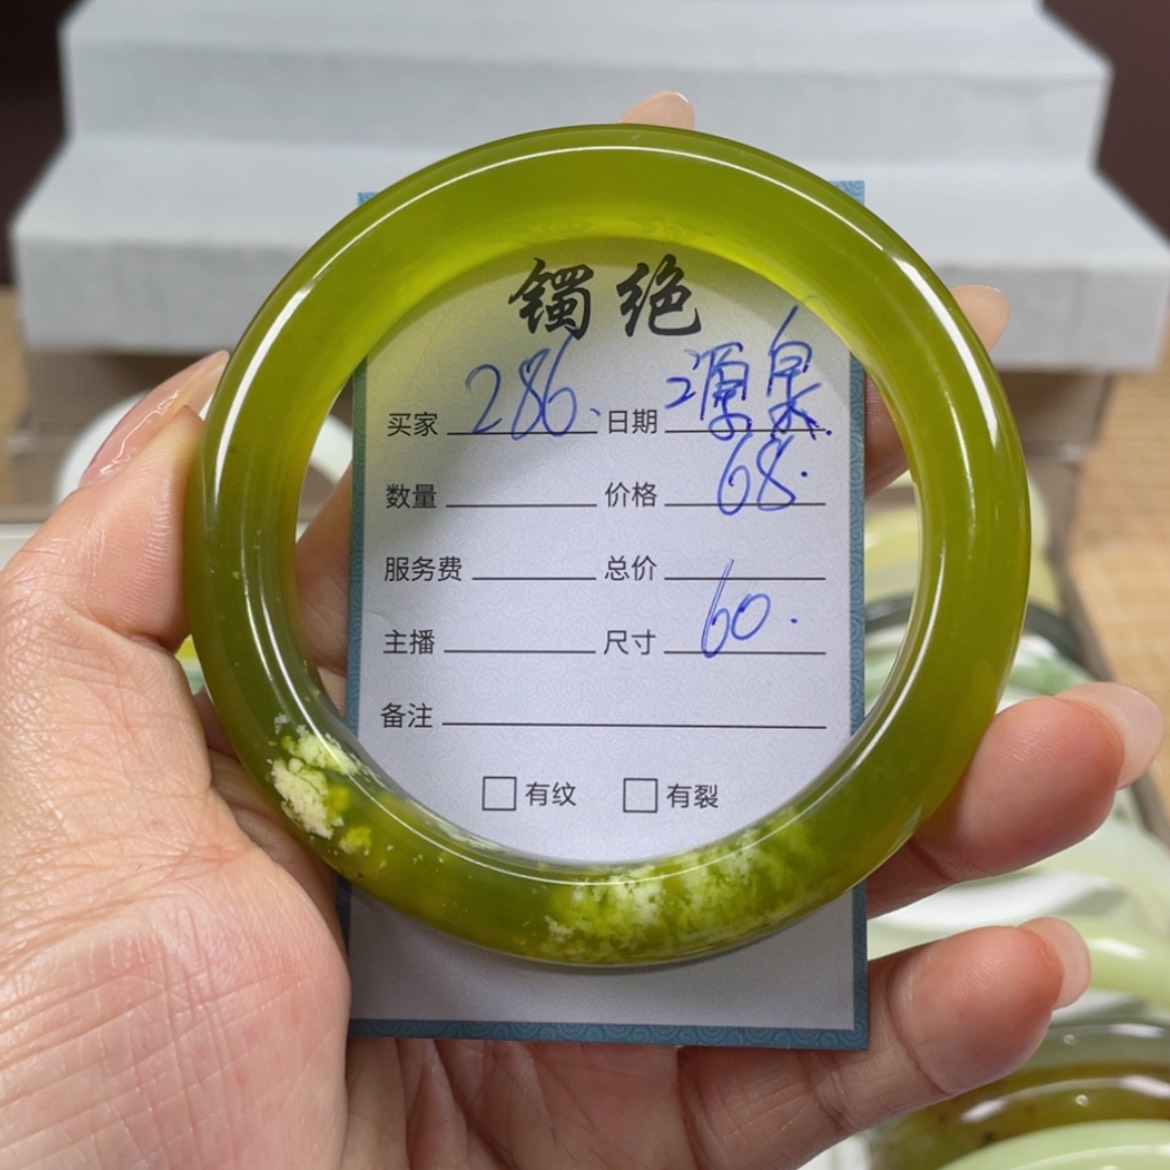 镯绝
买家 286. 日期 源泉.
数量 价格 68.
服务费 总价
主播 尺寸 60.
备注
□ 有纹 □ 有裂